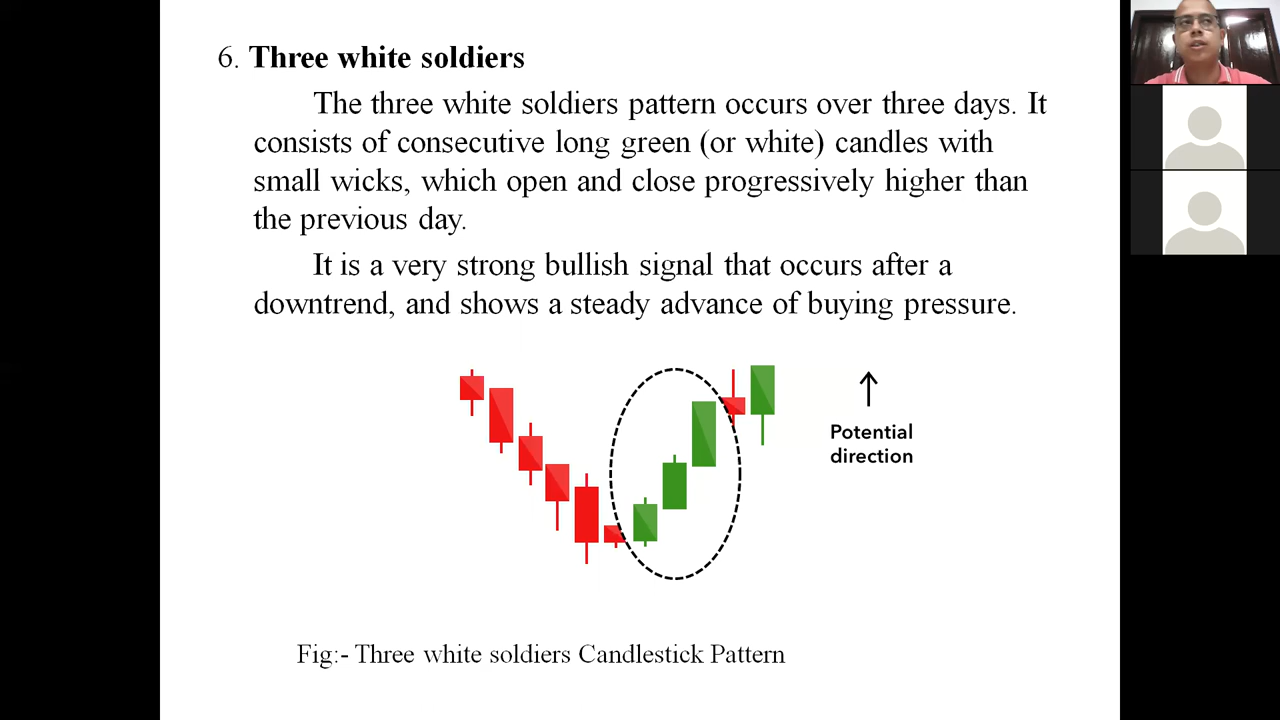 6. Three white soldiers
The three white soldiers pattern occurs over three days. It
consists of consecutive long green (or white) candles with
small wicks, which open and close progressively higher than
the previous day.
It is a very strong bullish signal that occurs after a
downtrend, and shows a steady advance of buying pressure.
Potential
direction
Fig:- Three white soldiers Candlestick Pattern